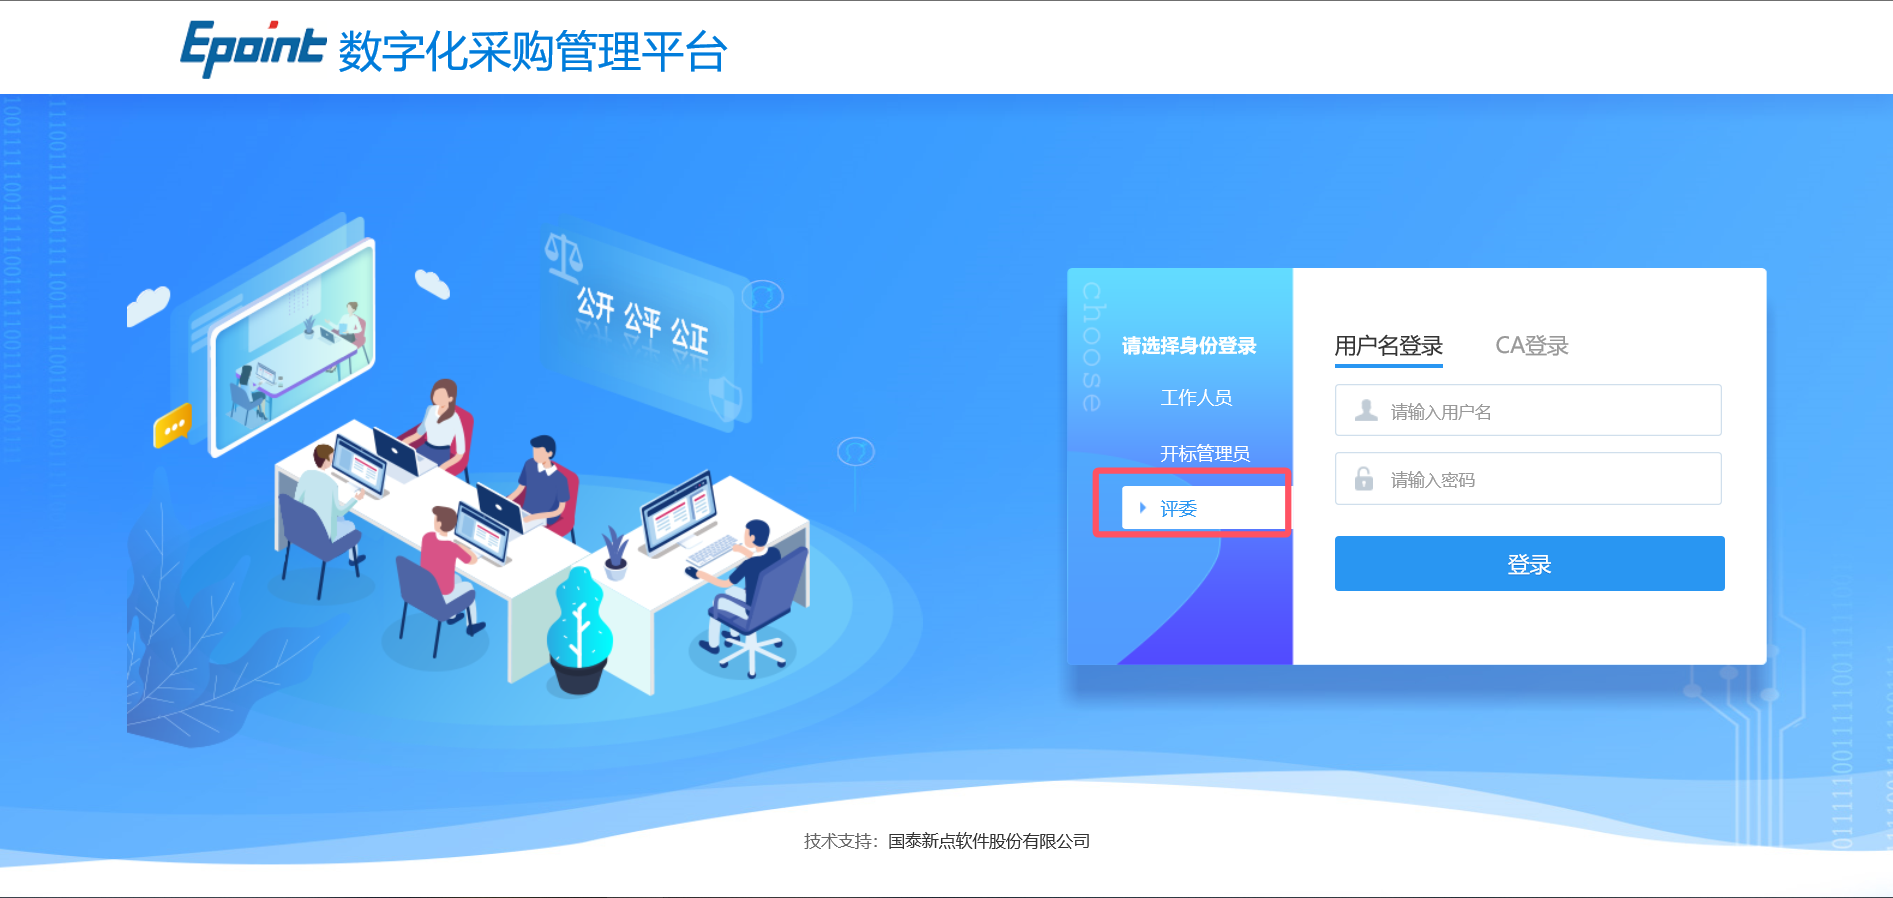 Epoint 数字化采购管理平台
公开 公平 公正
choose
请选择身份登录
工作人员
开标管理员
评委
用户名登录 CA登录
请输入用户名
请输入密码
登录
技术支持：国泰新点软件股份有限公司